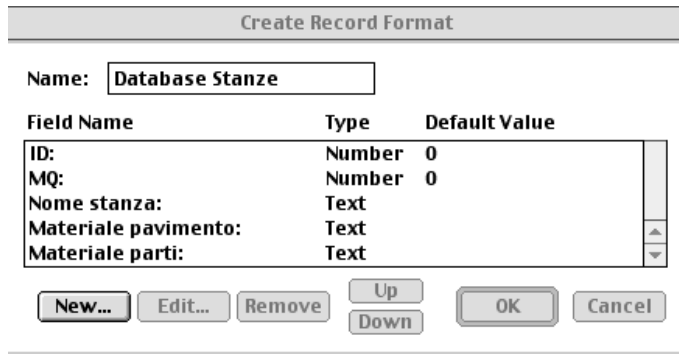 Create Record Format
Name: Database Stanze
Field Name Type Default Value
ID: Number 0
MQ: Number 0
Nome stanza: Text
Materiale pavimento: Text
Materiale parti: Text
New... Edit... Remove Up Down OK Cancel